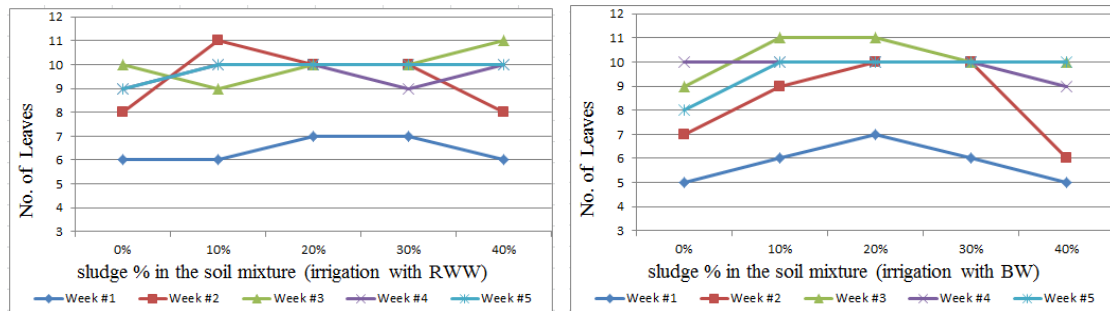 12
11
10
9
8
7
6
5
4
3
No. of Leaves
0% 10% 20% 30% 40%
sludge % in the soil mixture (irrigation with RWW)
Week #1 Week #2 Week #3 Week #4 Week #5
12
11
10
9
8
7
6
5
4
3
No. of Leaves
0% 10% 20% 30% 40%
sludge % in the soil mixture (irrigation with BW)
Week #1 Week #2 Week #3 Week #4 Week #5